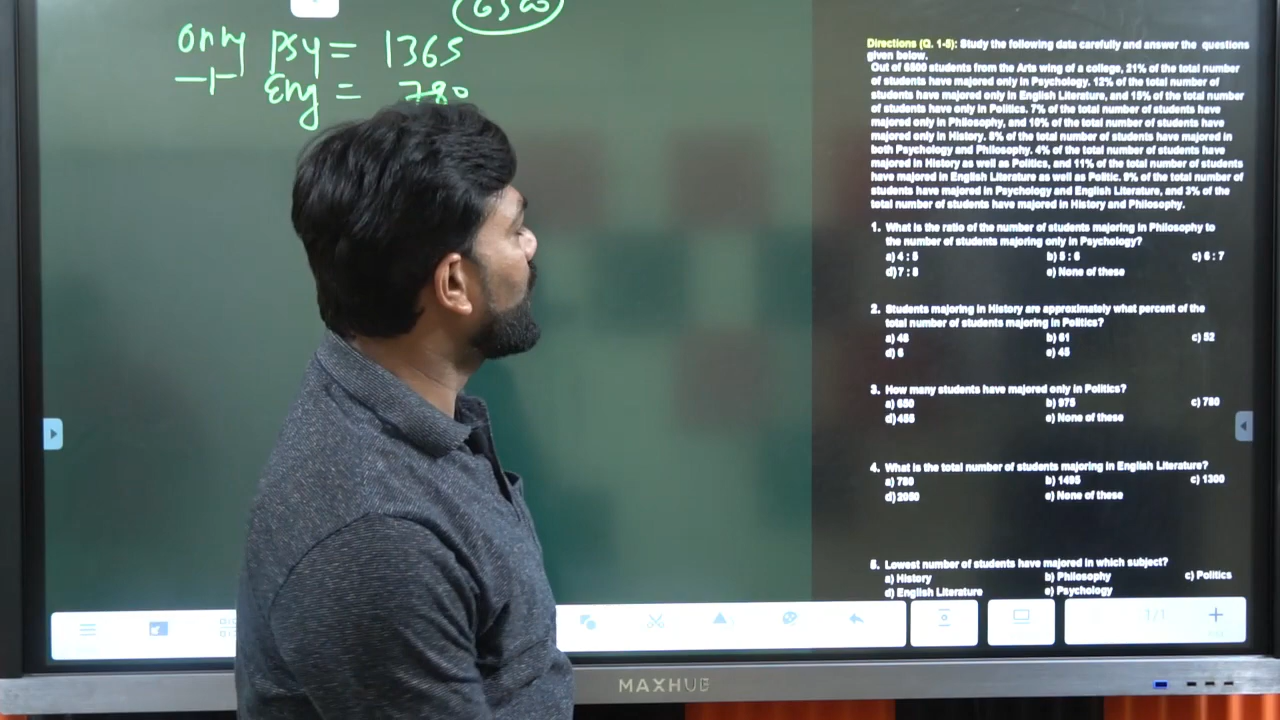 6500
only psy = 1365
Eng = 780
Directions (Q. 1-5): Study the following data carefully and answer the questions
given below.
Out of 6500 students from the Arts wing of a college, 21% of the total number
of students have majored only in Psychology. 12% of the total number of
students have majored only in English Literature, and 15% of the total number
of students have only in Politics. 7% of the total number of students have
majored only in Philosophy, and 10% of the total number of students have
majored only in History. 8% of the total number of students have majored in
both Psychology and Philosophy. 4% of the total number of students have
majored in History as well as Politics, and 11% of the total number of students
have majored in English Literature as well as Politic. 9% of the total number of
students have majored in Psychology and English Literature, and 3% of the
total number of students have majored in History and Philosophy.
1. What is the ratio of the number of students majoring in Philosophy to
the number of students majoring only in Psychology?
a) 4 : 5 b) 5 : 6 c) 6 : 7
d) 7 : 8 e) None of these
2. Students majoring in History are approximately what percent of the
total number of students majoring in Politics?
a) 48 b) 61 c) 52
d) 6 e) 45
3. How many students have majored only in Politics?
a) 650 b) 975 c) 780
d) 455 e) None of these
4. What is the total number of students majoring in English Literature?
a) 780 b) 1495 c) 1300
d) 2080 e) None of these
5. Lowest number of students have majored in which subject?
a) History b) Philosophy c) Politics
d) English Literature e) Psychology
1/1
MAXHUB